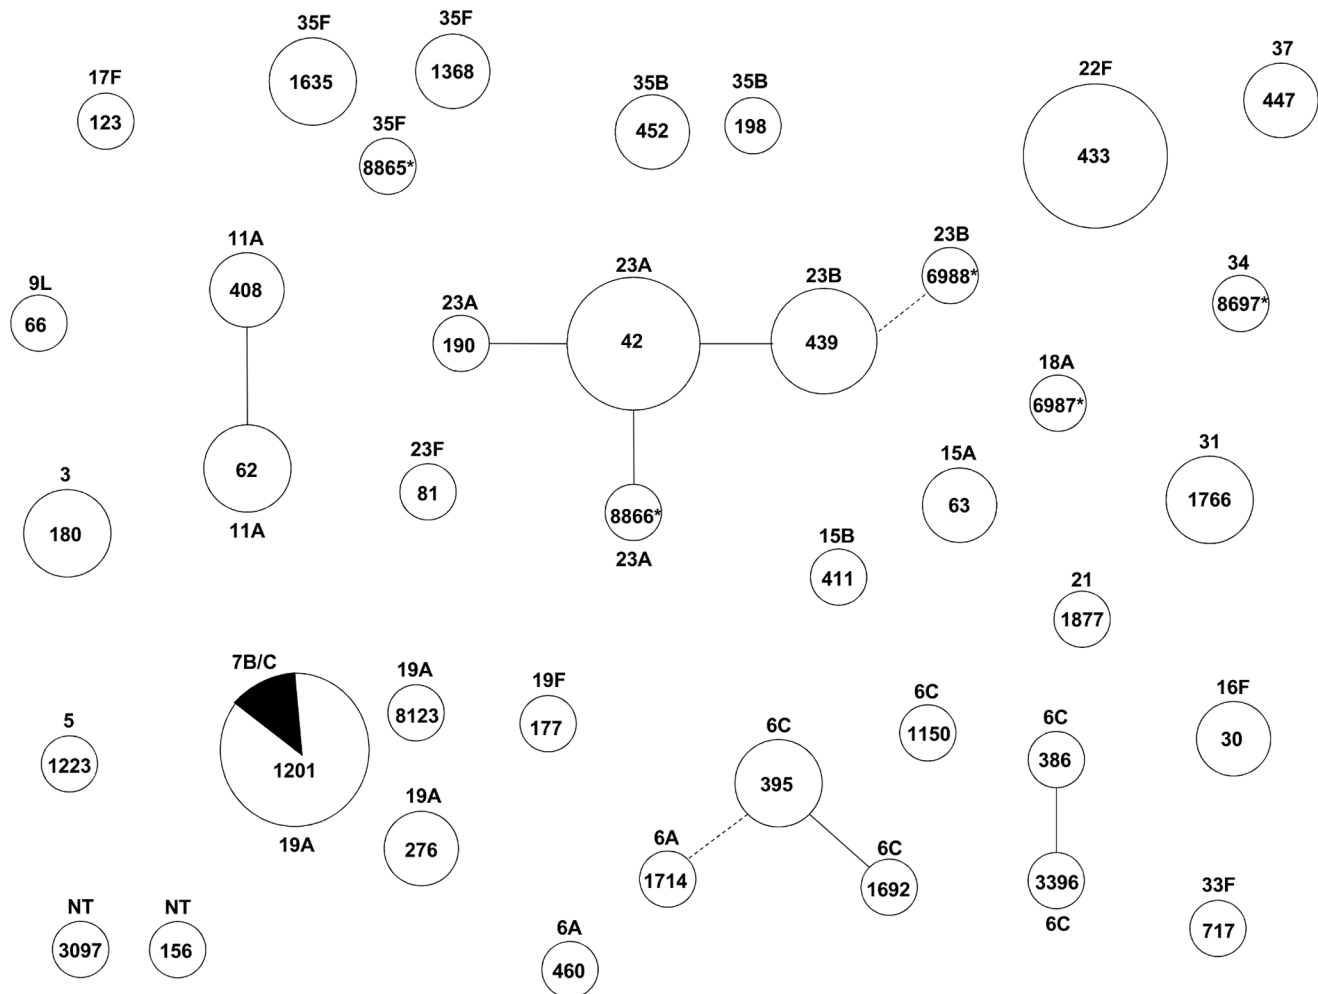 35F
1635
35F
1368
35F
8865*
17F
123
35B
452
35B
198
22F
433
37
447
9L
66
11A
408
62
11A
23A
190
23A
42
23B
439
23B
6988*
8866*
23A
34
8697*
18A
6987*
3
180
23F
81
15A
63
15B
411
31
1766
21
1877
5
1223
7B/C
1201
19A
19A
8123
19A
276
19F
177
6C
395
6A
1714
6C
1692
6C
1150
6C
386
3396
6C
16F
30
NT
3097
NT
156
6A
460
33F
717